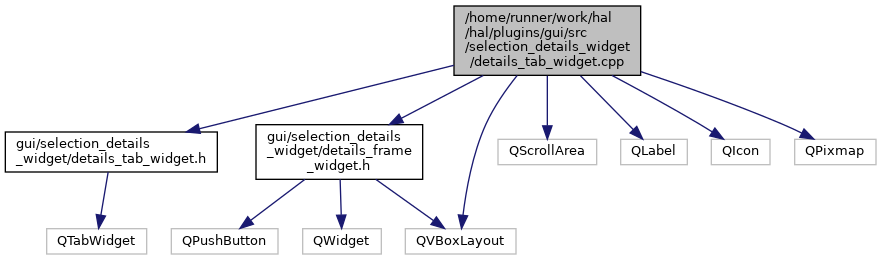 /home/runner/work/hal
/hal/plugins/gui/src
/selection_details_widget
/details_tab_widget.cpp
gui/selection_details
_widget/details_tab_widget.h
gui/selection_details
_widget/details_frame
_widget.h
QScrollArea
QLabel
QIcon
QPixmap
QTabWidget
QPushButton
QWidget
QVBoxLayout